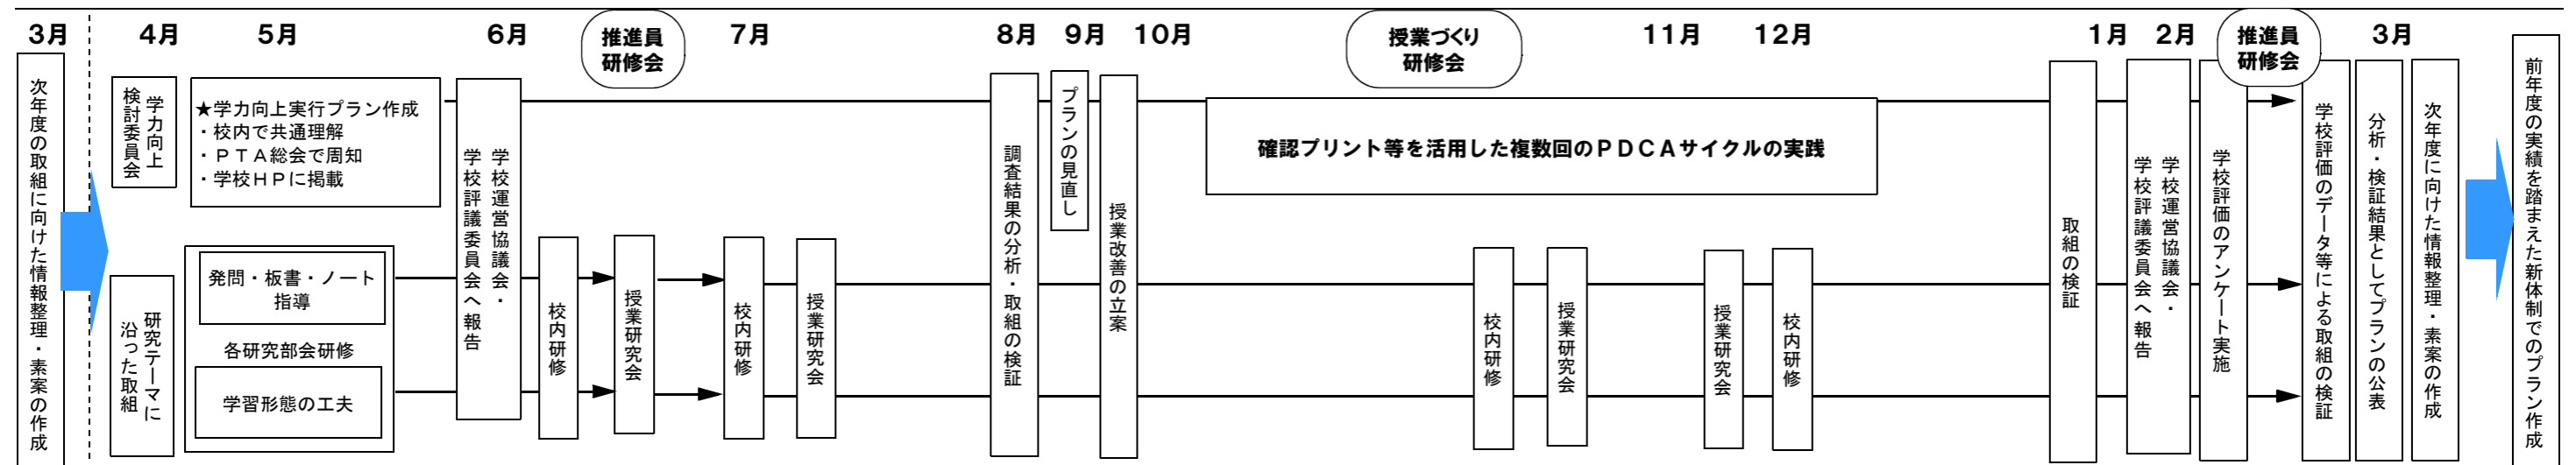 3月
4月
5月
6月
推進員
研修会
7月
8月
9月
10月
授業づくり
研修会
11月
12月
1月
2月
推進員
研修会
3月
次年度の取組に向けた情報整理・素案の作成
学力向上
検討委員会
★学力向上実行プラン作成
・校内で共通理解
・PTA総会で周知
・学校HPに掲載
研究テーマに
沿った取組
発問・板書・ノート
指導
各研究部会研修
学習形態の工夫
学校運営協議会・
学校評議委員会へ報告
校内研修
授業研究会
校内研修
授業研究会
調査結果の分析・取組の検証
プランの見直し
授業改善の立案
確認プリント等を活用した複数回のPDCAサイクルの実践
校内研修
授業研究会
授業研究会
校内研修
取組の検証
学校運営協議会・
学校評議委員会へ報告
学校評価のアンケート実施
学校評価のデータ等による取組の検証
分析・検証結果としてプランの公表
次年度に向けた情報整理・素案の作成
前年度の実績を踏まえた新体制でのプラン作成